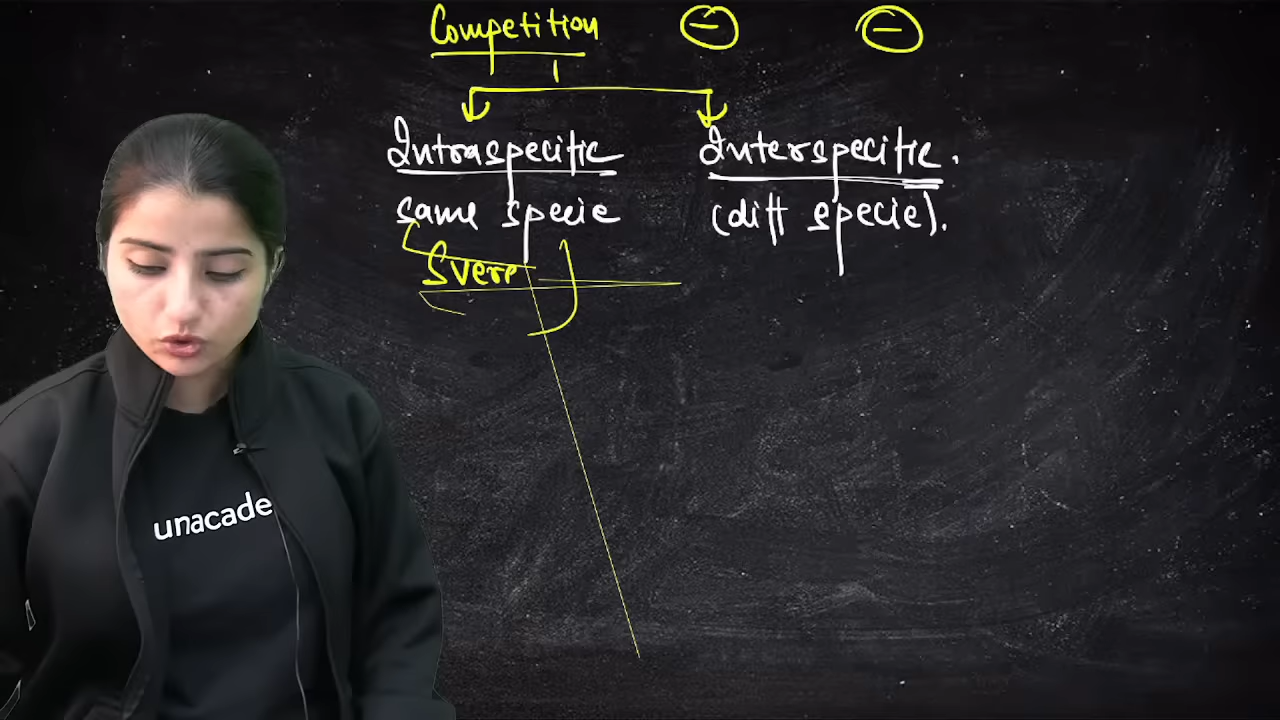 Competition ⊖ ⊖
Intraspecific Interspecific.
same specie (diff specie).
Svere
unacade